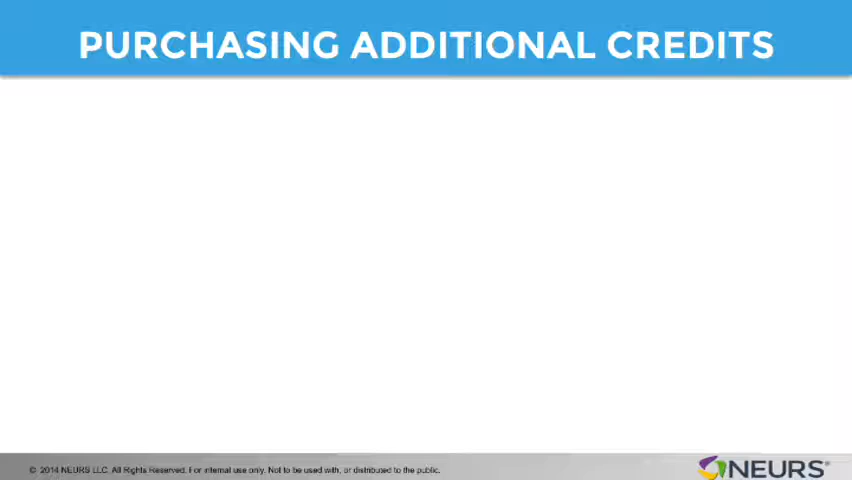 PURCHASING ADDITIONAL CREDITS
© 2014 NEURS LLC. All Rights Reserved. For internal use only. Not to be used with, or distributed to the public.
NEURS®